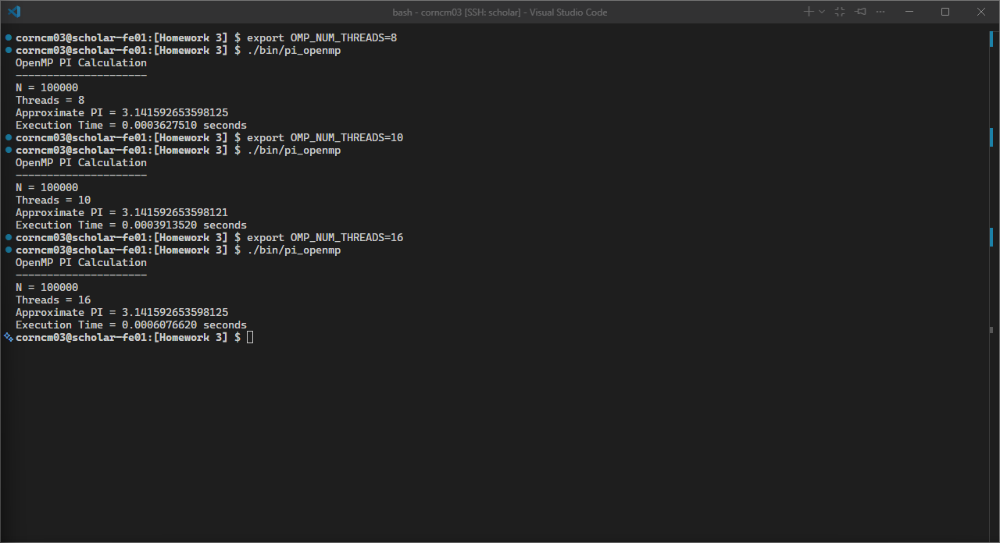 bash - corncm03 [SSH: scholar] - Visual Studio Code
corncm03@scholar-fe01:[Homework 3] $ export OMP_NUM_THREADS=8
corncm03@scholar-fe01:[Homework 3] $ ./bin/pi_openmp
OpenMP PI Calculation
---------------------
N = 100000
Threads = 8
Approximate PI = 3.141592653598125
Execution Time = 0.0003627510 seconds
corncm03@scholar-fe01:[Homework 3] $ export OMP_NUM_THREADS=10
corncm03@scholar-fe01:[Homework 3] $ ./bin/pi_openmp
OpenMP PI Calculation
---------------------
N = 100000
Threads = 10
Approximate PI = 3.141592653598121
Execution Time = 0.0003913520 seconds
corncm03@scholar-fe01:[Homework 3] $ export OMP_NUM_THREADS=16
corncm03@scholar-fe01:[Homework 3] $ ./bin/pi_openmp
OpenMP PI Calculation
---------------------
N = 100000
Threads = 16
Approximate PI = 3.141592653598125
Execution Time = 0.0006076620 seconds
corncm03@scholar-fe01:[Homework 3] $